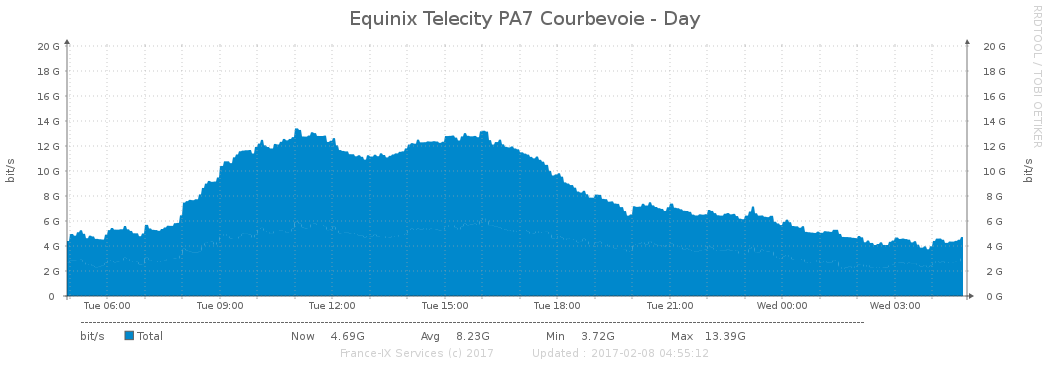 Equinix Telecity PA7 Courbevoie - Day
RRDTOOL / TOBI OETIKER
bit/s
bit/s
20 G 20 G
18 G 18 G
16 G 16 G
14 G 14 G
12 G 12 G
10 G 10 G
8 G 8 G
6 G 6 G
4 G 4 G
2 G 2 G
0 0 G
Tue 06:00 Tue 09:00 Tue 12:00 Tue 15:00 Tue 18:00 Tue 21:00 Wed 00:00 Wed 03:00
bit/s Total Now 4.69G Avg 8.23G Min 3.72G Max 13.39G
France-IX Services (c) 2017 Updated : 2017-02-08 04:55:12